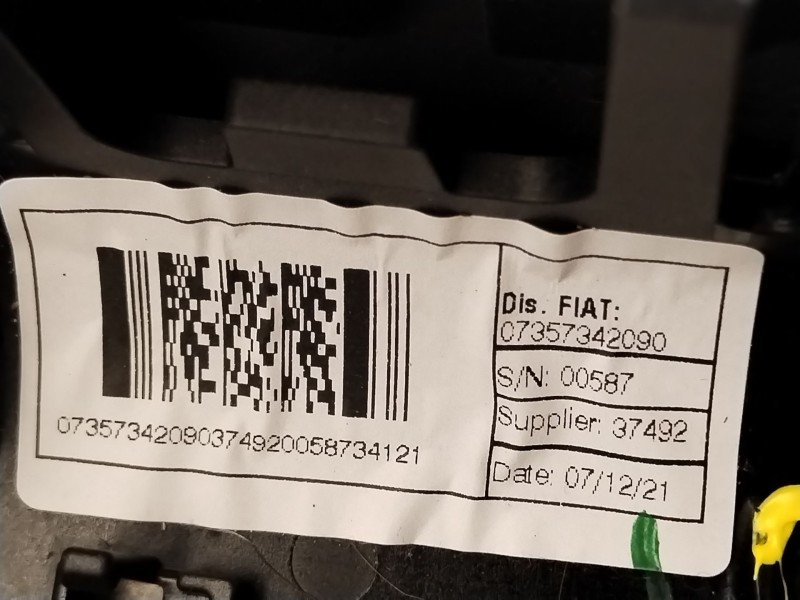 Dis. FIAT:
07357342090
S/N: 00587
Supplier: 37492
Date: 07/12/21
07357342090374920058734121